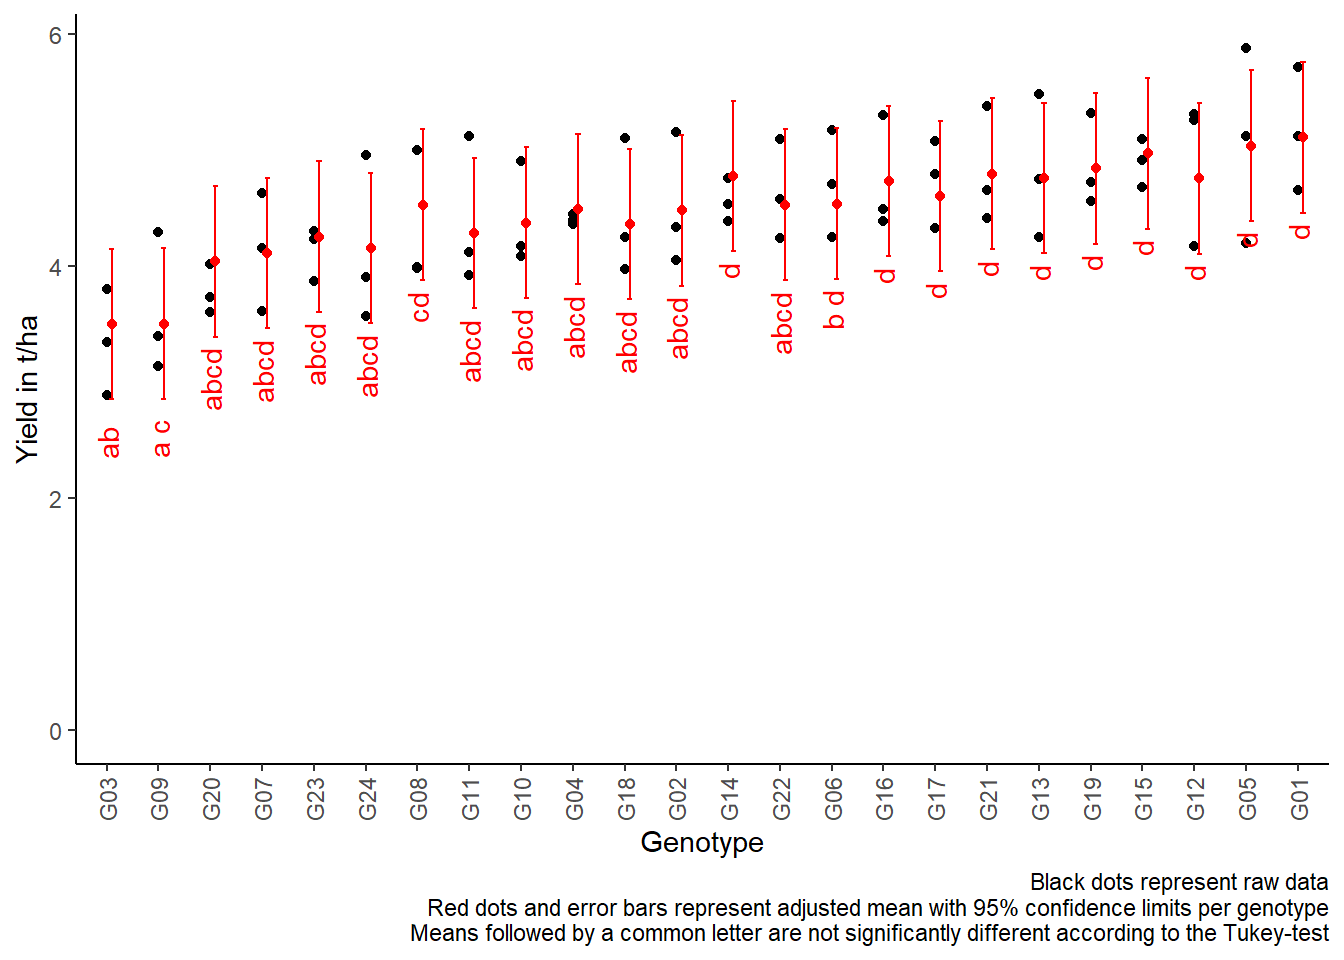 6
4
2
0
Yield in t/ha
ab
a c
abcd
abcd
abcd
abcd
cd
abcd
abcd
abcd
abcd
abcd
d
abcd
b d
d
d
d
d
d
d
d
d
d
G03 G09 G20 G07 G23 G24 G08 G11 G10 G04 G18 G02 G14 G22 G06 G16 G17 G21 G13 G19 G15 G12 G05 G01
Genotype
Black dots represent raw data
Red dots and error bars represent adjusted mean with 95% confidence limits per genotype
Means followed by a common letter are not significantly different according to the Tukey-test